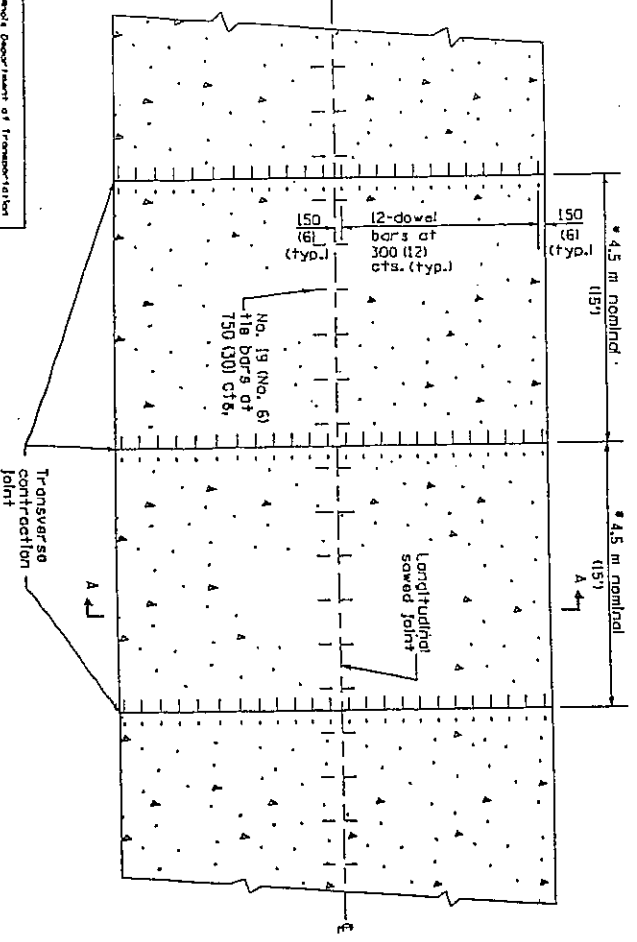 * 4.5 m nominal
(15')
* 4.5 m nominal
(15')
150
(6)
(typ.)
12-dowel
bars at
300 (12)
cts. (typ.)
150
(6)
(typ.)
No. 19 (No. 6)
tie bars at
750 (30) cts.
Longitudinal
sawed joint
A
A
Transverse
contraction
joint
Department of Transportation